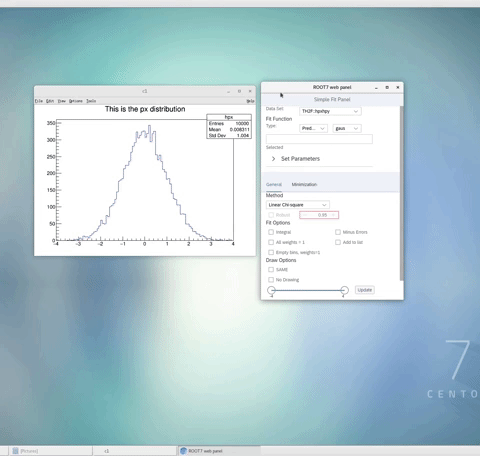 c1
File Edit View Options Tools Help
This is the px distribution
hpx
Entries 10000
Mean 0.008311
Std Dev 1.004
350
300
250
200
150
100
50
0
-4 -3 -2 -1 0 1 2 3 4
ROOT7 web panel
Simple Fit Panel
Data Set: TH2F::hpxhpy
Fit Function
Type: Pred... gaus
Selected
Set Parameters
General Minimization
Method
Linear Chi-square
Robust 0.95
Fit Options
Integral Minus Errors
All weights = 1 Add to list
Empty bins, weights=1
Draw Options
SAME
No Drawing
-4 4 Update
7
CENTO
[Process] c1 ROOT7 web panel